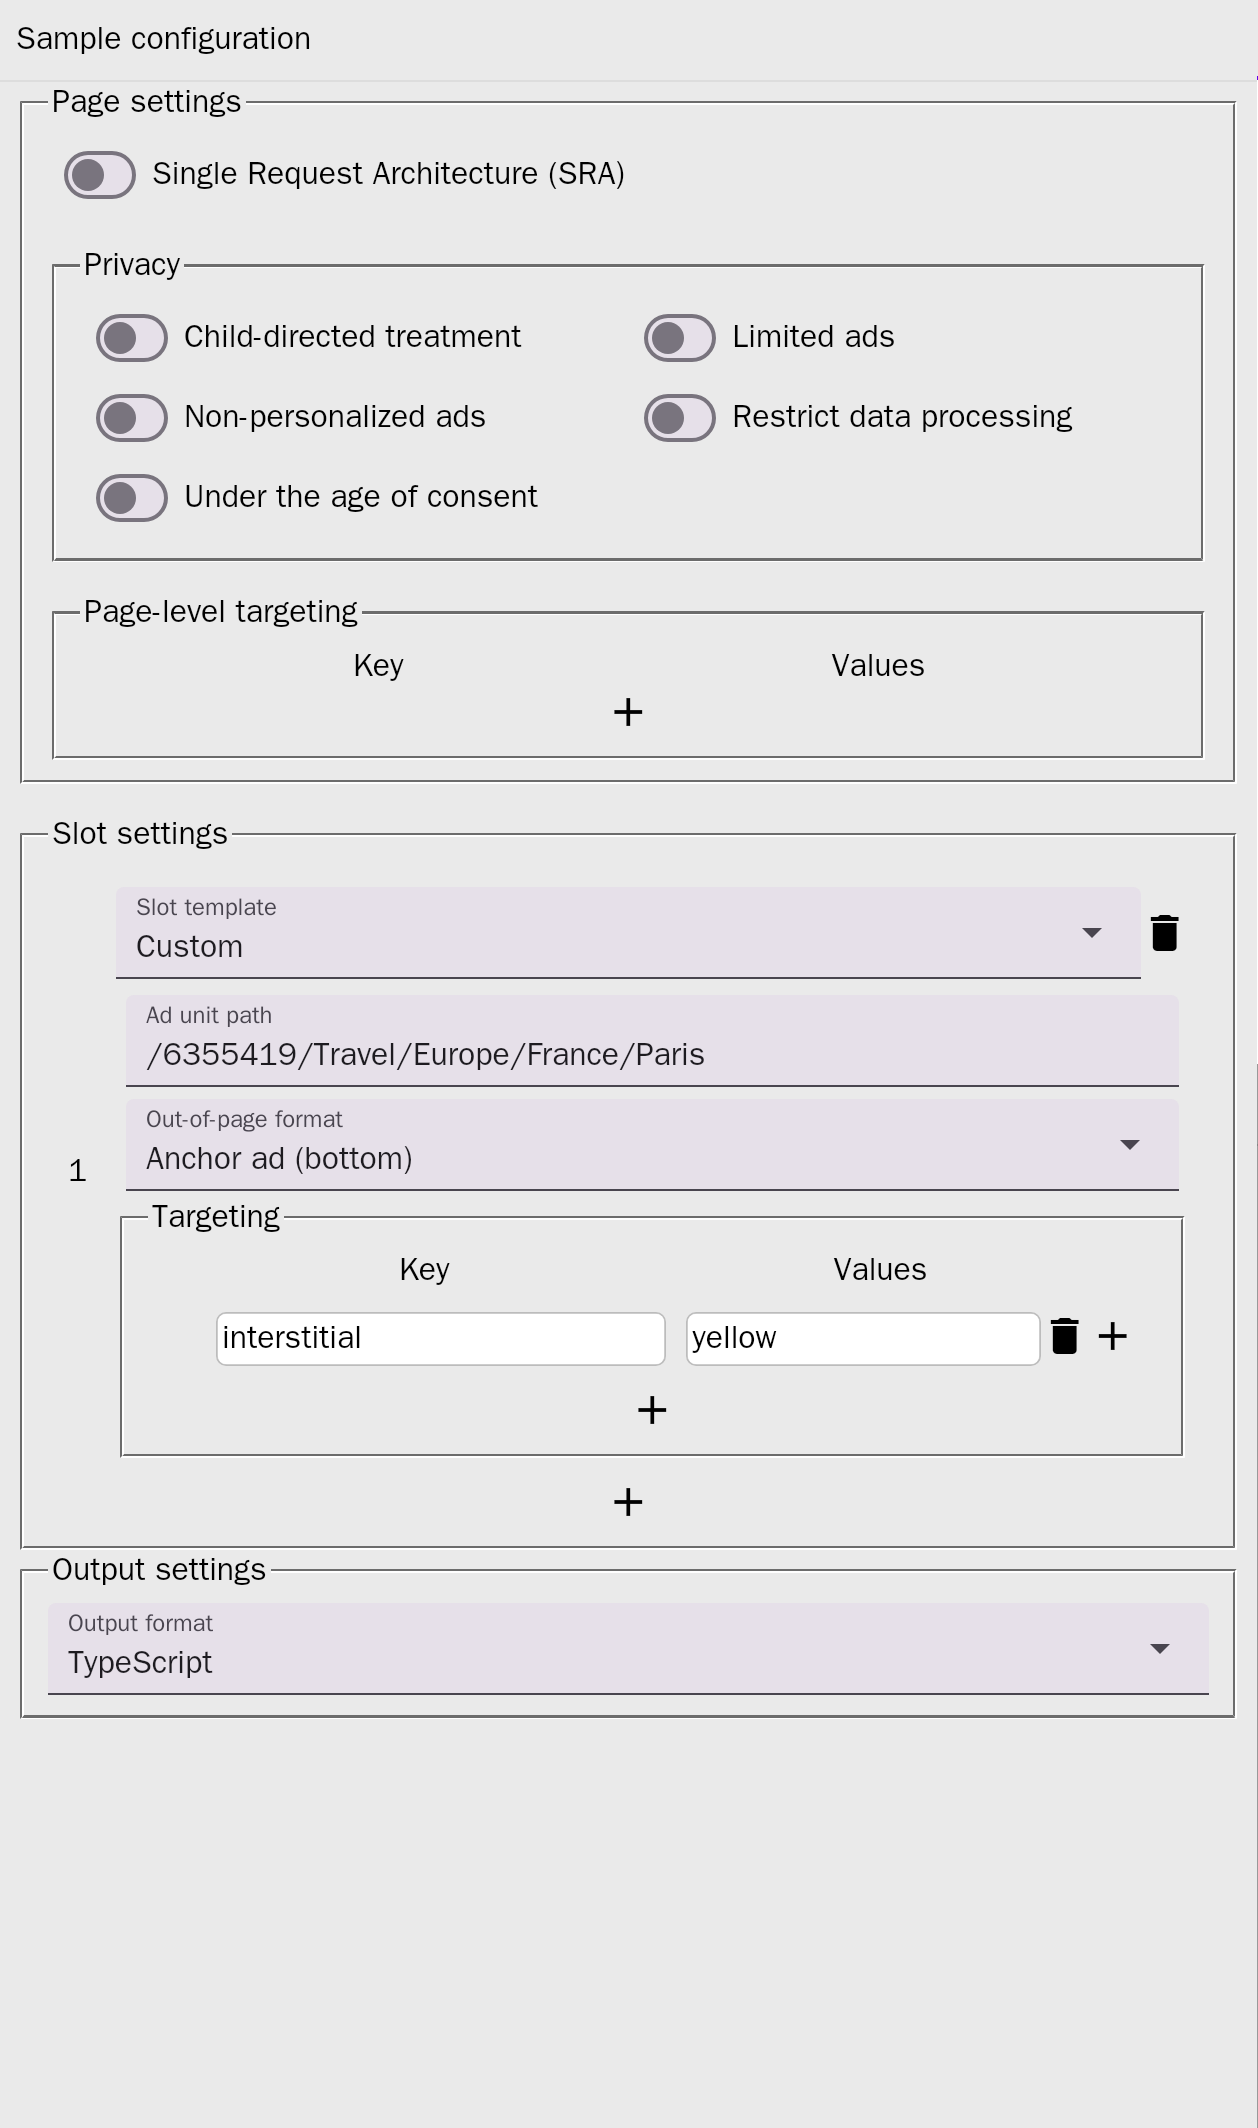 Sample configuration
Page settings
Single Request Architecture (SRA)
Privacy
Child-directed treatment
Limited ads
Non-personalized ads
Restrict data processing
Under the age of consent
Page-level targeting
Key
Values
Slot settings
Slot template
Custom
Ad unit path
/6355419/Travel/Europe/France/Paris
Out-of-page format
Anchor ad (bottom)
1
Targeting
Key
Values
interstitial
yellow
Output settings
Output format
TypeScript